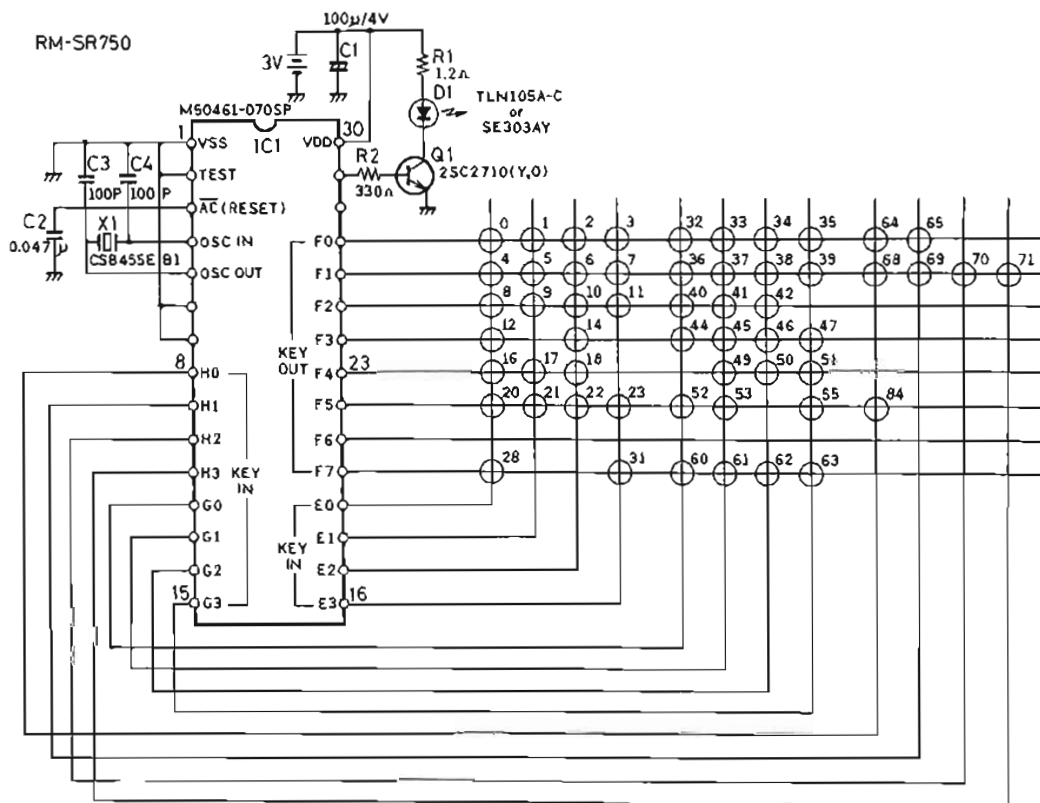 RM-SR750
100µ/4V
3V
C1
R1
1.2Ω
D1
TLN105A-C
or
SE303AY
M50461-070SP
1
VSS
IC1
30
VDD
R2
330Ω
Q1
2SC2710(Y,O)
C3
C4
100P
100P
TEST
AC(RESET)
C2
0.047µ
X1
CSB455E
B1
OSC IN
OSC OUT
F0 0 1 2 3 32 33 34 35 64 65
F1 4 5 6 7 36 37 38 39 68 69 70 71
F2 8 9 10 11 40 41 42
F3 12 14 44 45 46 47
KEY
OUT
8
H0
23
F4 16 17 18 49 50 51
H1
F5 20 21 22 23 52 53 55 84
H2
F6
H3
F7 28 31 60 61 62 63
KEY
IN
G0
E0
G1
E1
KEY
IN
G2
E2
15
G3
E3
16